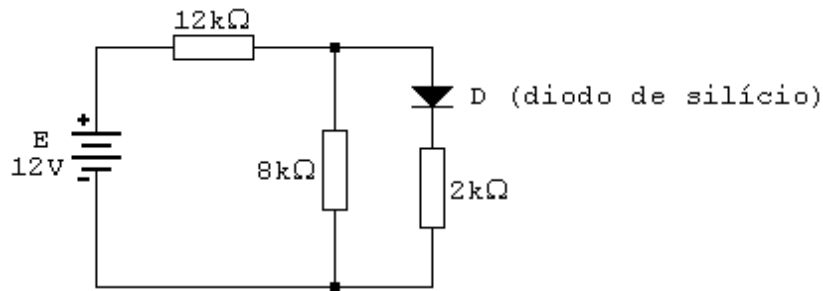 12kΩ
+
E
12V
-
8kΩ
D (diodo de silício)
2kΩ